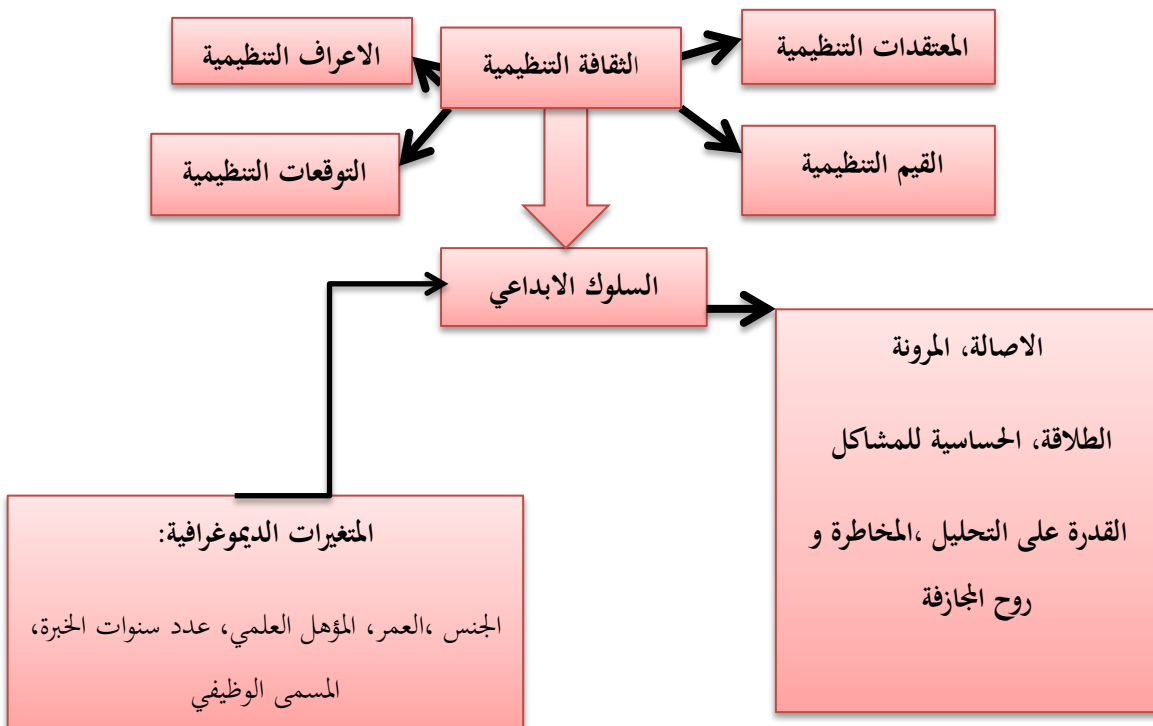 المعتقدات التنظيمية
الثقافة التنظيمية
الاعراف التنظيمية
القيم التنظيمية
التوقعات التنظيمية
السلوك الابداعي
الاصالة، المرونة
الطلاقة، الحساسية للمشاكل
القدرة على التحليل ،المخاطرة و
روح المجازفة
المتغيرات الديموغرافية:
الجنس ،العمر، المؤهل العلمي، عدد سنوات الخبرة،
المسمى الوظيفي